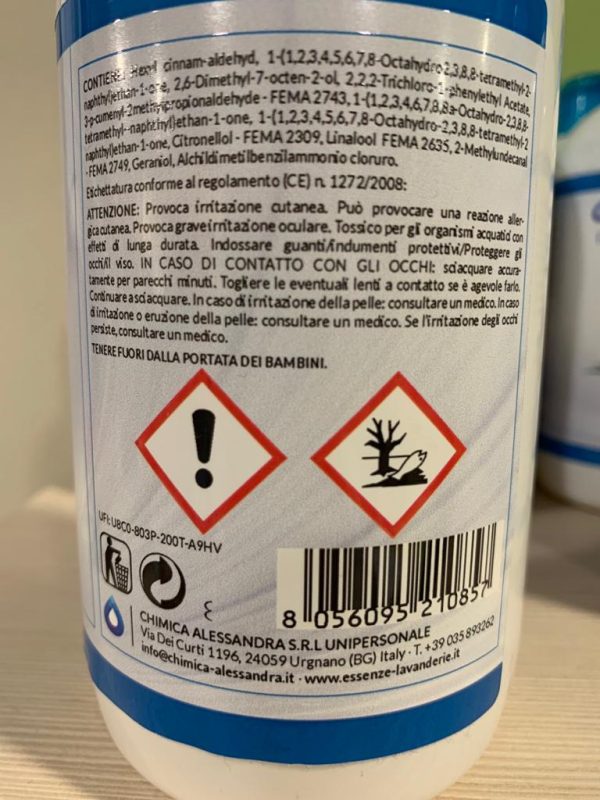 CONTIENE: Hexyl cinnam-aldehyd, 1-(1,2,3,4,5,6,7,8-Octahydro-2,3,8,8-tetramethyl-2-
naphthyl)ethan-1-one, 2,6-Dimethyl-7-octen-2-ol, 2,2,2-Trichloro-1-phenylethyl Acetate,
3-p-cumenyl-2methylpropionaldehyde - FEMA 2743, 1-(1,2,3,4,6,7,8,8a-Octahydro-2,3,8,8-
tetramethyl--naphthyl)ethan-1-one, 1-(1,2,3,5,6,7,8-Octahydro-2,3,8,8-tetramethyl-2
naphthyl)ethan-1-one, Citronellol - FEMA 2309, Linalool FEMA 2635, 2-Methylundecanal
- FEMA 2749, Geraniol, Alchildimetilbenzilammonio cloruro.
Etichettatura conforme al regolamento (CE) n. 1272/2008:
ATTENZIONE: Provoca irritazione cutanea. Può provocare una reazione aller-
gica cutanea. Provoca grave irritazione oculare. Tossico per gli organismi acquatici con
effetti di lunga durata. Indossare guanti/indumenti protettivi/Proteggere gli
occhi/il viso. IN CASO DI CONTATTO CON GLI OCCHI: sciacquare accura-
tamente per parecchi minuti. Togliere le eventuali lenti a contatto se è agevole farlo.
Continuare a sciacquare. In caso di irritazione della pelle: consultare un medico. In caso
di irritazione o eruzione della pelle: consultare un medico. Se l'irritazione degli occhi
persiste, consultare un medico.
TENERE FUORI DALLA PORTATA DEI BAMBINI.
UFI: U8C0-803P-200T-A9HV
8 056095 210857
CHIMICA ALESSANDRA S.R.L UNIPERSONALE
Via Dei Curti 1196, 24059 Urgnano (BG) Italy · T. +39 035 893262
info@chimica-alessandra.it · www.essenze-lavanderie.it